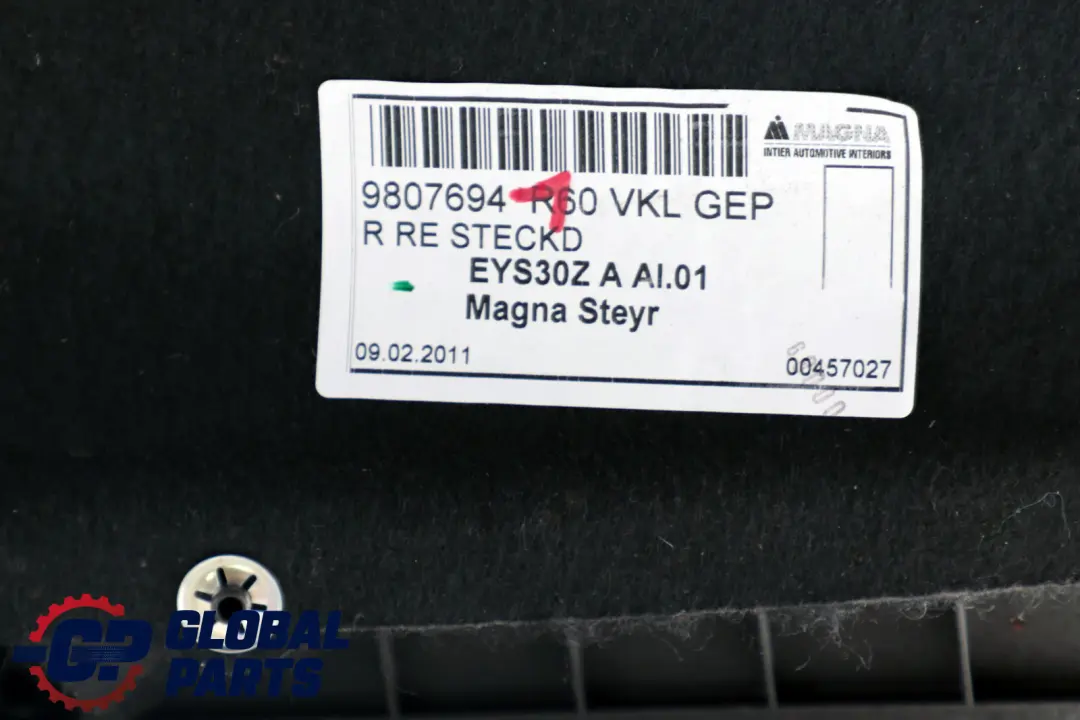 MAGNA
INTIER AUTOMOTIVE INTERIORS
9807694 R60 VKL GEP
R RE STECKD
EYS30Z A AI.01
Magna Steyr
09.02.2011
00457027
GP GLOBAL
PARTS